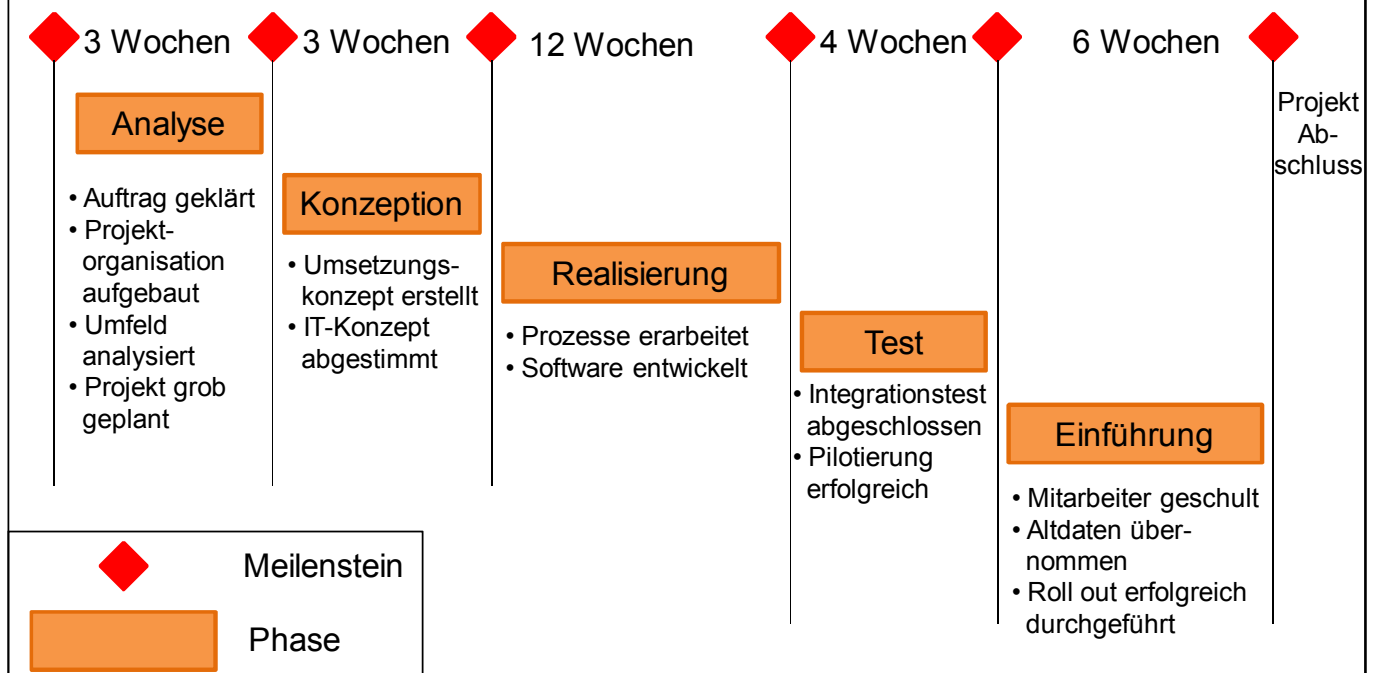 3 Wochen
3 Wochen
12 Wochen
4 Wochen
6 Wochen
Projekt
Ab-
schluss
Analyse
• Auftrag geklärt
• Projekt-
organisation
aufgebaut
• Umfeld
analysiert
• Projekt grob
geplant
Konzeption
• Umsetzungs-
konzept erstellt
• IT-Konzept
abgestimmt
Realisierung
• Prozesse erarbeitet
• Software entwickelt
Test
• Integrationstest
abgeschlossen
• Pilotierung
erfolgreich
Einführung
• Mitarbeiter geschult
• Altdaten über-
nommen
• Roll out erfolgreich
durchgeführt
Meilenstein
Phase